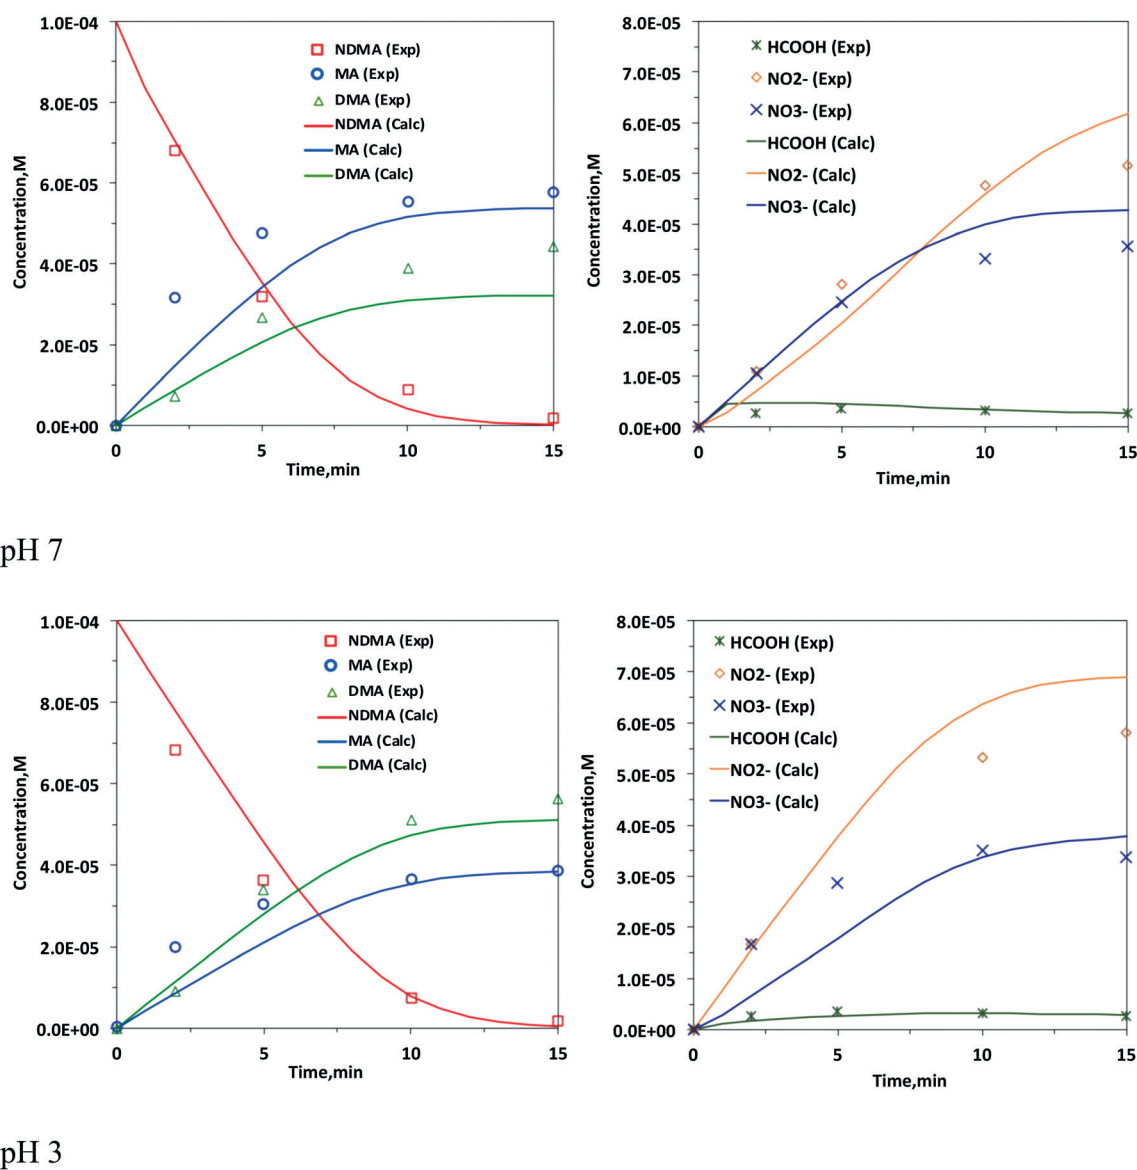 1.0E-04
8.0E-05
6.0E-05
4.0E-05
2.0E-05
0.0E+00
Concentration,M
NDMA (Exp)
MA (Exp)
DMA (Exp)
NDMA (Calc)
MA (Calc)
DMA (Calc)
0 5 10 15
Time,min
8.0E-05
7.0E-05
6.0E-05
5.0E-05
4.0E-05
3.0E-05
2.0E-05
1.0E-05
0.0E+00
Concentration,M
HCOOH (Exp)
NO2- (Exp)
NO3- (Exp)
HCOOH (Calc)
NO2- (Calc)
NO3- (Calc)
0 5 10 15
Time,min
pH 7
1.0E-04
8.0E-05
6.0E-05
4.0E-05
2.0E-05
0.0E+00
Concentration,M
NDMA (Exp)
MA (Exp)
DMA (Exp)
NDMA (Calc)
MA (Calc)
DMA (Calc)
0 5 10 15
Time,min
8.0E-05
7.0E-05
6.0E-05
5.0E-05
4.0E-05
3.0E-05
2.0E-05
1.0E-05
0.0E+00
Concentration,M
HCOOH (Exp)
NO2- (Exp)
NO3- (Exp)
HCOOH (Calc)
NO2- (Calc)
NO3- (Calc)
0 5 10 15
Time,min
pH 3